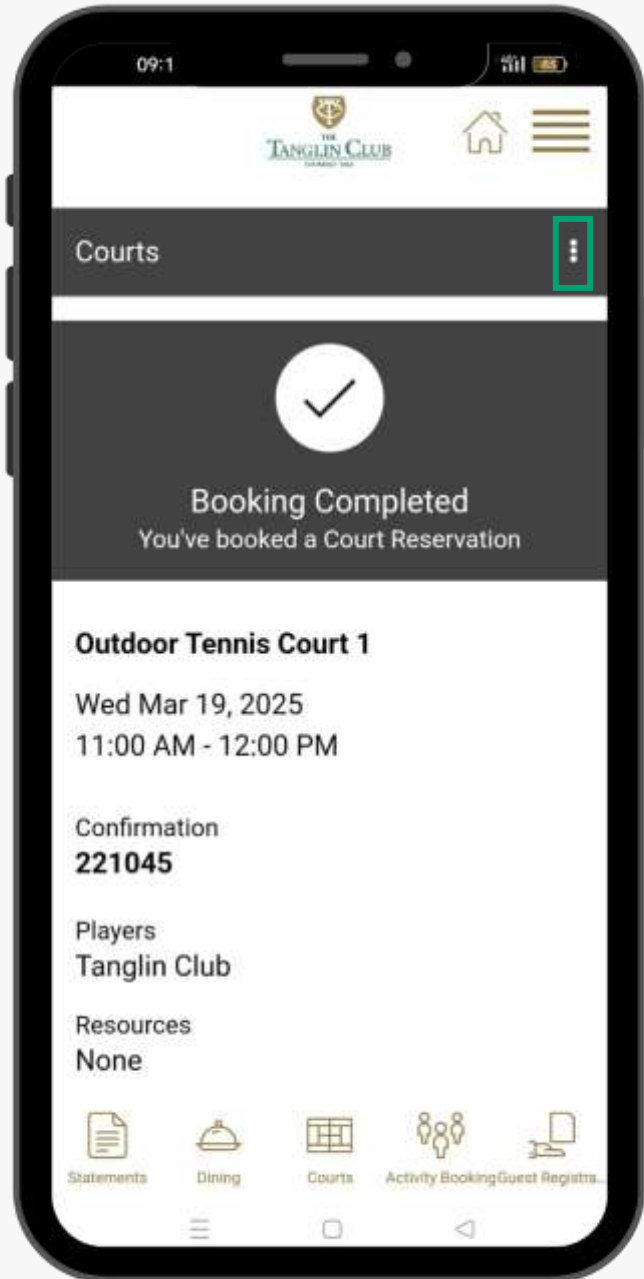 09:1
THE
TANGLIN CLUB
Courts
Booking Completed
You've booked a Court Reservation
Outdoor Tennis Court 1
Wed Mar 19, 2025
11:00 AM - 12:00 PM
Confirmation
221045
Players
Tanglin Club
Resources
None
Statements Dining Courts Activity Booking Guest Registra...